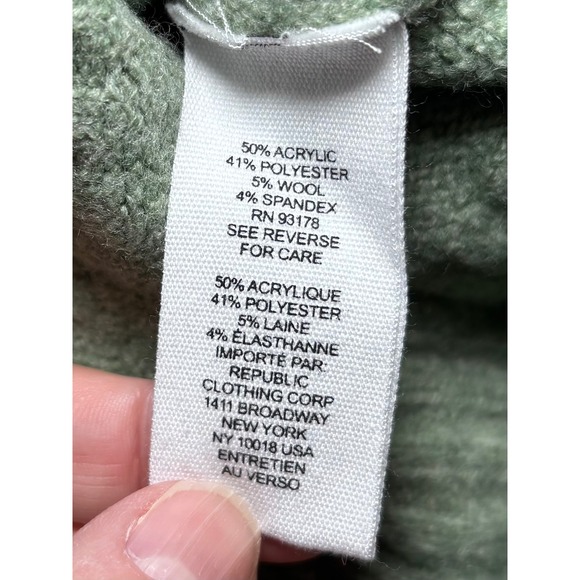 50% ACRYLIC
41% POLYESTER
5% WOOL
4% SPANDEX
RN 93178
SEE REVERSE
FOR CARE
50% ACRYLIQUE
41% POLYESTER
5% LAINE
4% ÉLASTHANNE
IMPORTÉ PAR:
REPUBLIC
CLOTHING CORP
1411 BROADWAY
NEW YORK
NY 10018 USA
ENTRETIEN
AU VERSO